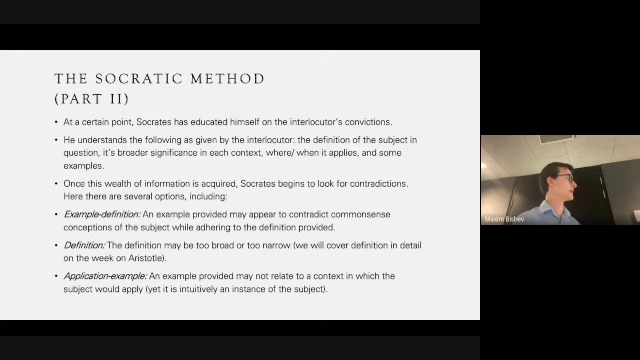 THE SOCRATIC METHOD
(PART II)
• At a certain point, Socrates has educated himself on the interlocutor's convictions.
• He understands the following as given by the interlocutor: the definition of the subject in
question, it's broader significance in each context, where/ when it applies, and some
examples.
• Once this wealth of information is acquired, Socrates begins to look for contradictions.
Here there are several options, including:
• Example-definition: An example provided may appear to contradict commonsense
conceptions of the subject while adhering to the definition provided.
• Definition: The definition may be too broad or too narrow (we will cover definition in detail
on the week on Aristotle).
• Application-example: An example provided may not relate to a context in which the
subject would apply (yet it is intuitively an instance of the subject).
Maxim Bishev